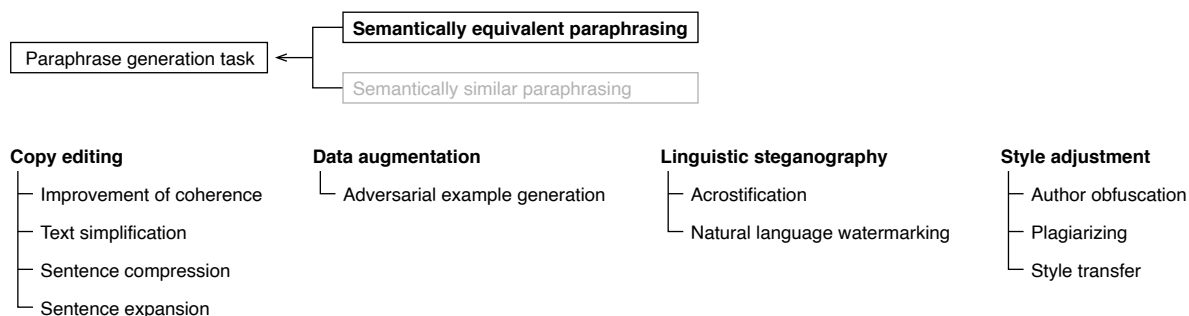 Semantically equivalent paraphrasing
Paraphrase generation task
Semantically similar paraphrasing
Copy editing
Improvement of coherence
Text simplification
Sentence compression
Sentence expansion
Data augmentation
Adversarial example generation
Linguistic steganography
Acrostification
Natural language watermarking
Style adjustment
Author obfuscation
Plagiarizing
Style transfer